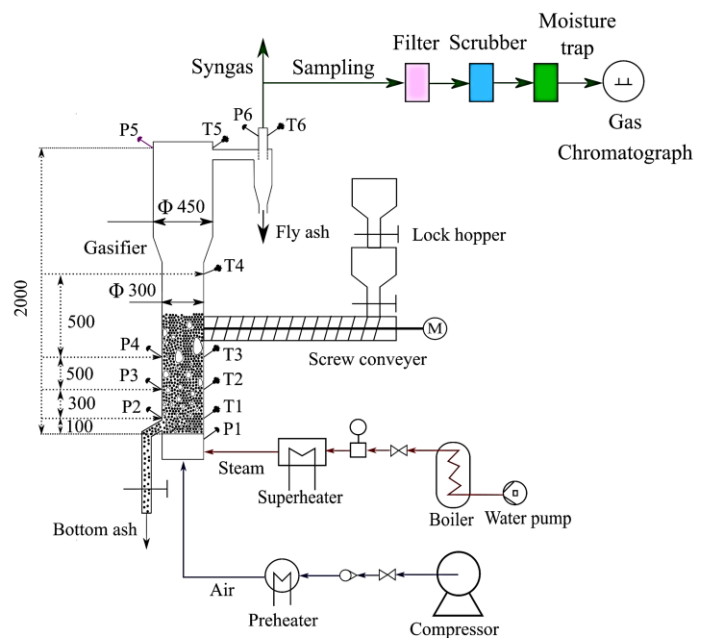 Moisture
trap
Filter
Scrubber
Syngas
Sampling
Gas
Chromatograph
P5
T5
P6
T6
Φ 450
Fly ash
Lock hopper
Gasifier
T4
2000
Φ 300
500
M
P4
T3
Screw conveyer
500
P3
T2
300
P2
T1
100
P1
Steam
Superheater
Boiler
Water pump
Bottom ash
Air
Preheater
Compressor